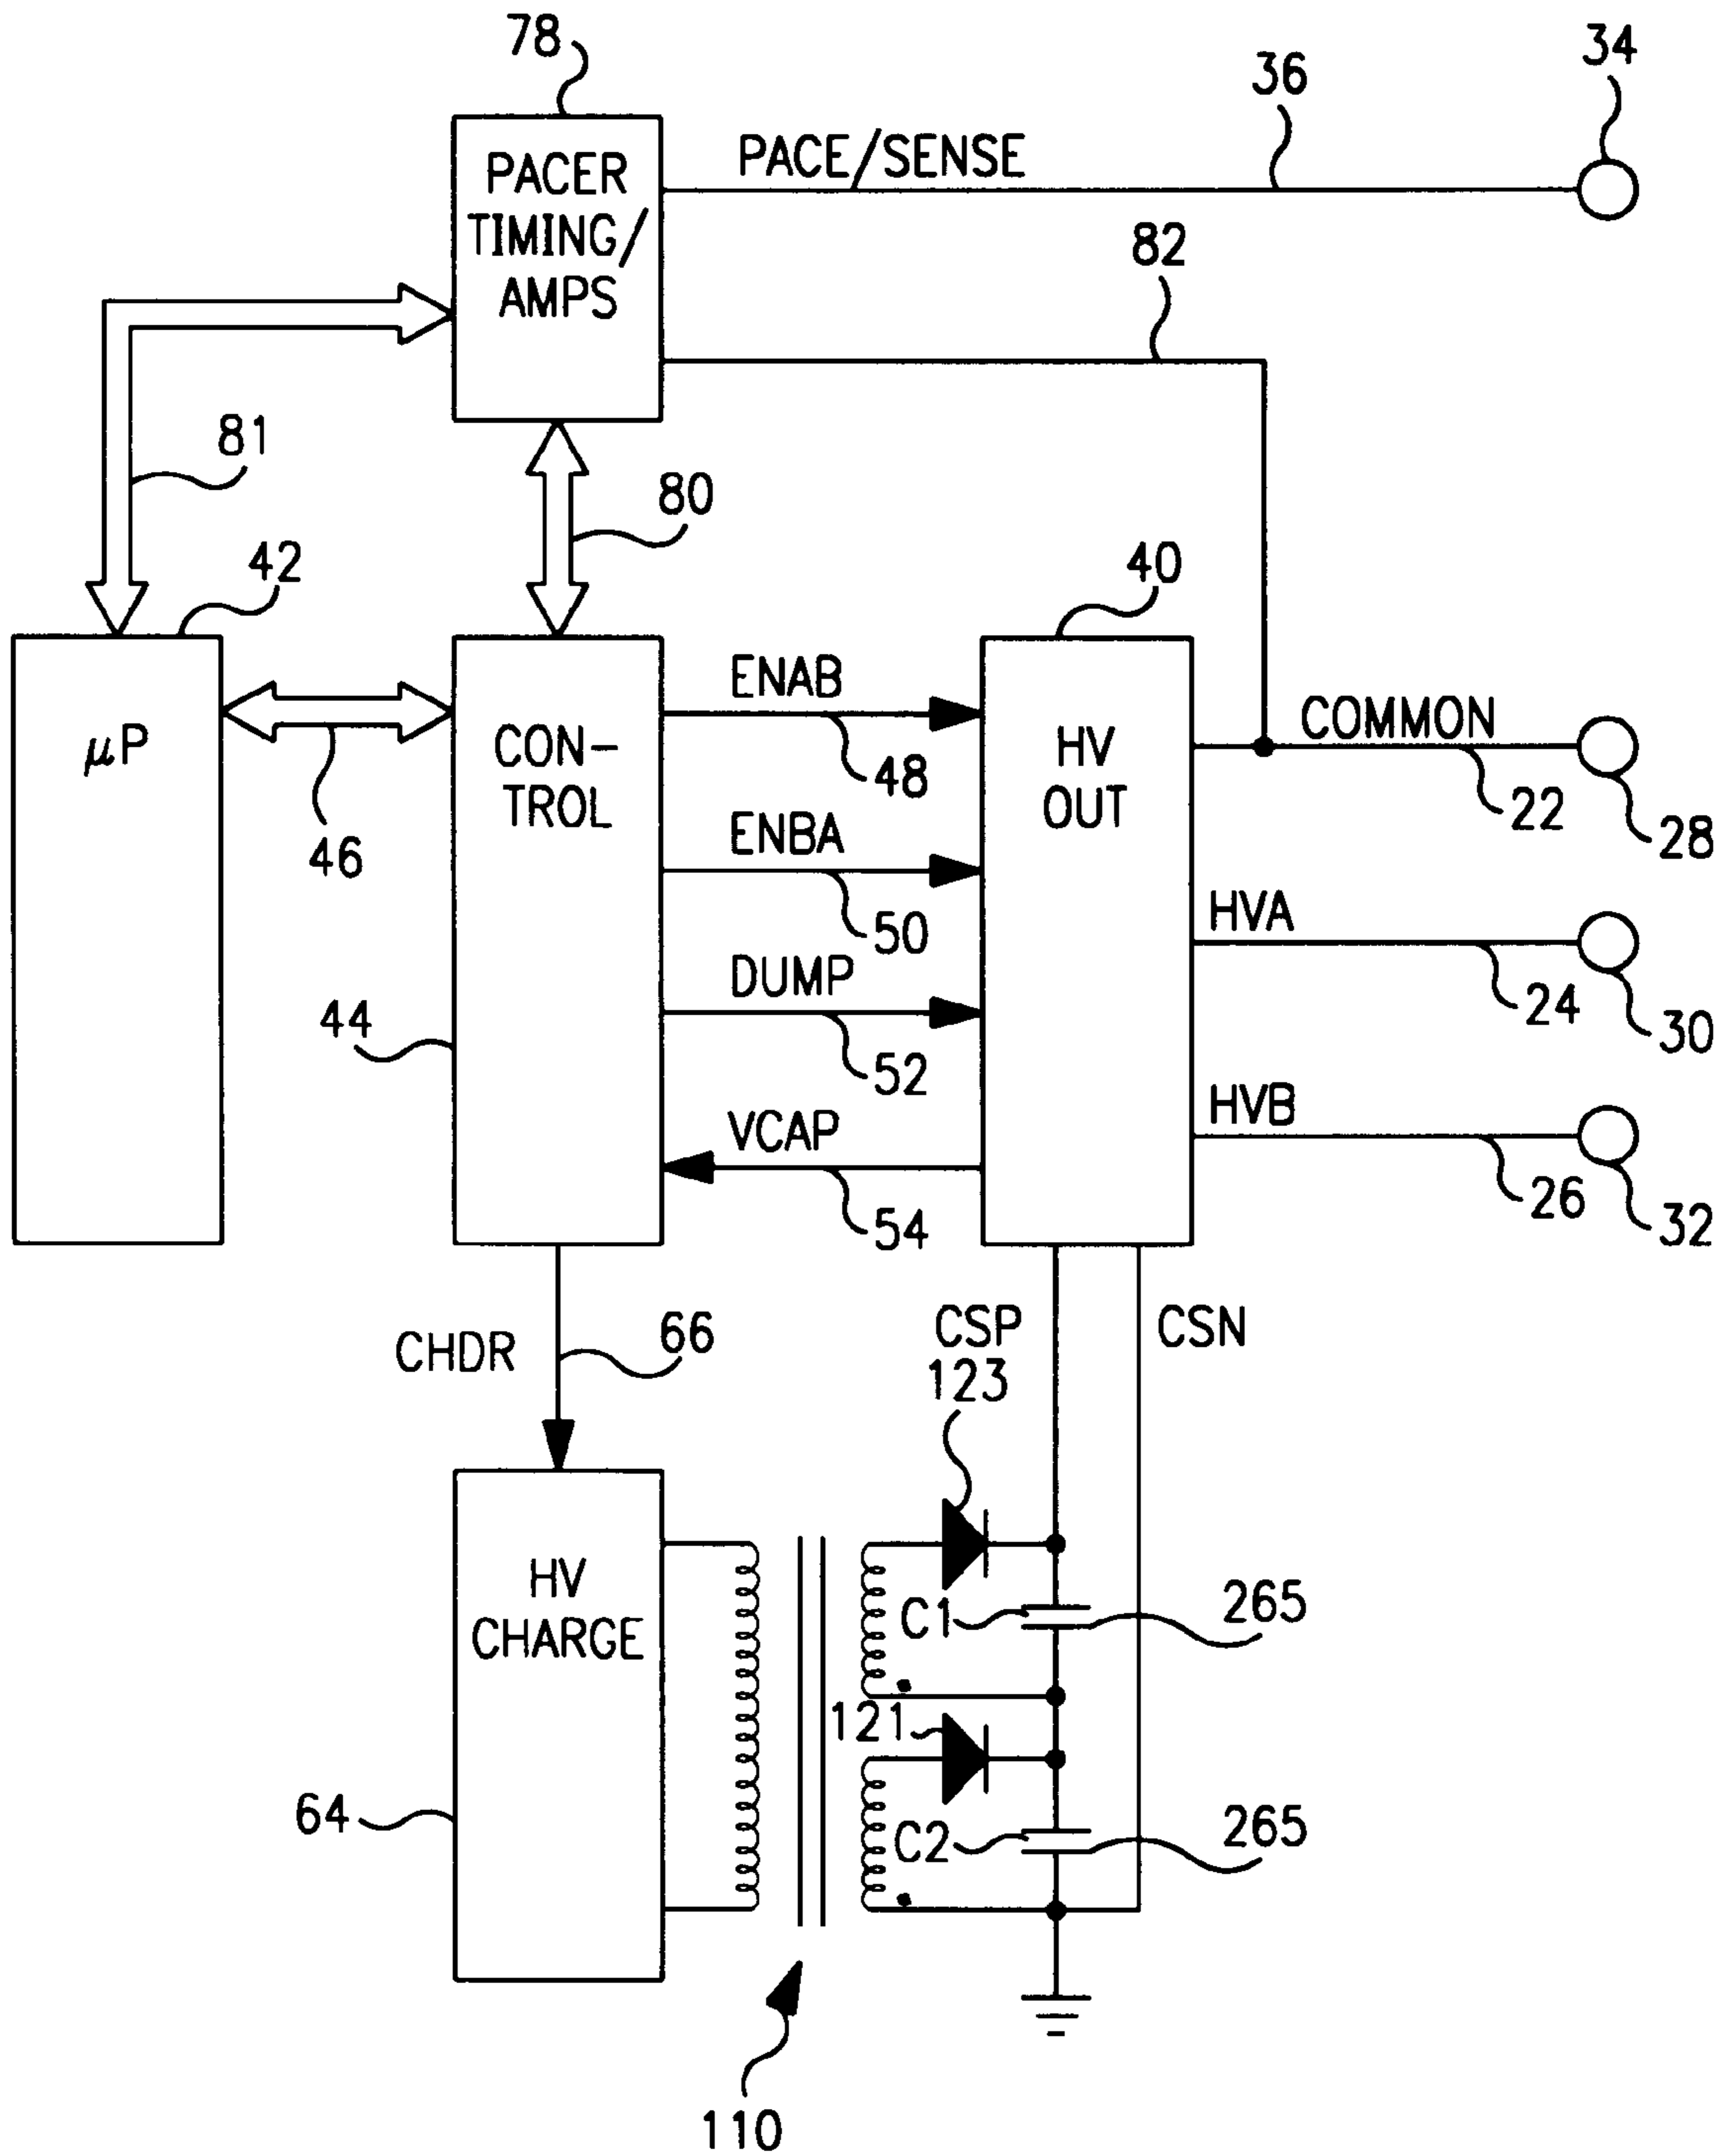 78
34
36
PACE/SENSE
PACER
TIMING/
AMPS
82
81
80
42
40
ENAB
COMMON
μP
CON-
TROL
HV
OUT
48
22
28
46
ENBA
HVA
50
DUMP
24
30
44
52
HVB
VCAP
26
32
54
CSP
CSN
66
CHDR
123
HV
CHARGE
C1
265
121
64
C2
265
110